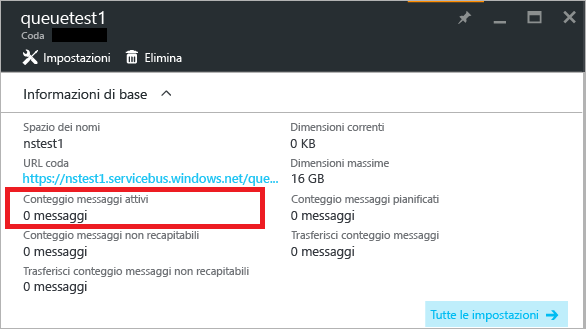 queuetest1
Coda
Impostazioni Elimina
Informazioni di base
Spazio dei nomi
nstest1
URL coda
https://nstest1.servicebus.windows.net/que...
Conteggio messaggi attivi
0 messaggi
Conteggio messaggi non recapitabili
0 messaggi
Trasferisci conteggio messaggi non recapitabili
0 messaggi
Dimensioni correnti
0 KB
Dimensioni massime
16 GB
Conteggio messaggi pianificati
0 messaggi
Trasferisci conteggio messaggi
0 messaggi
Tutte le impostazioni